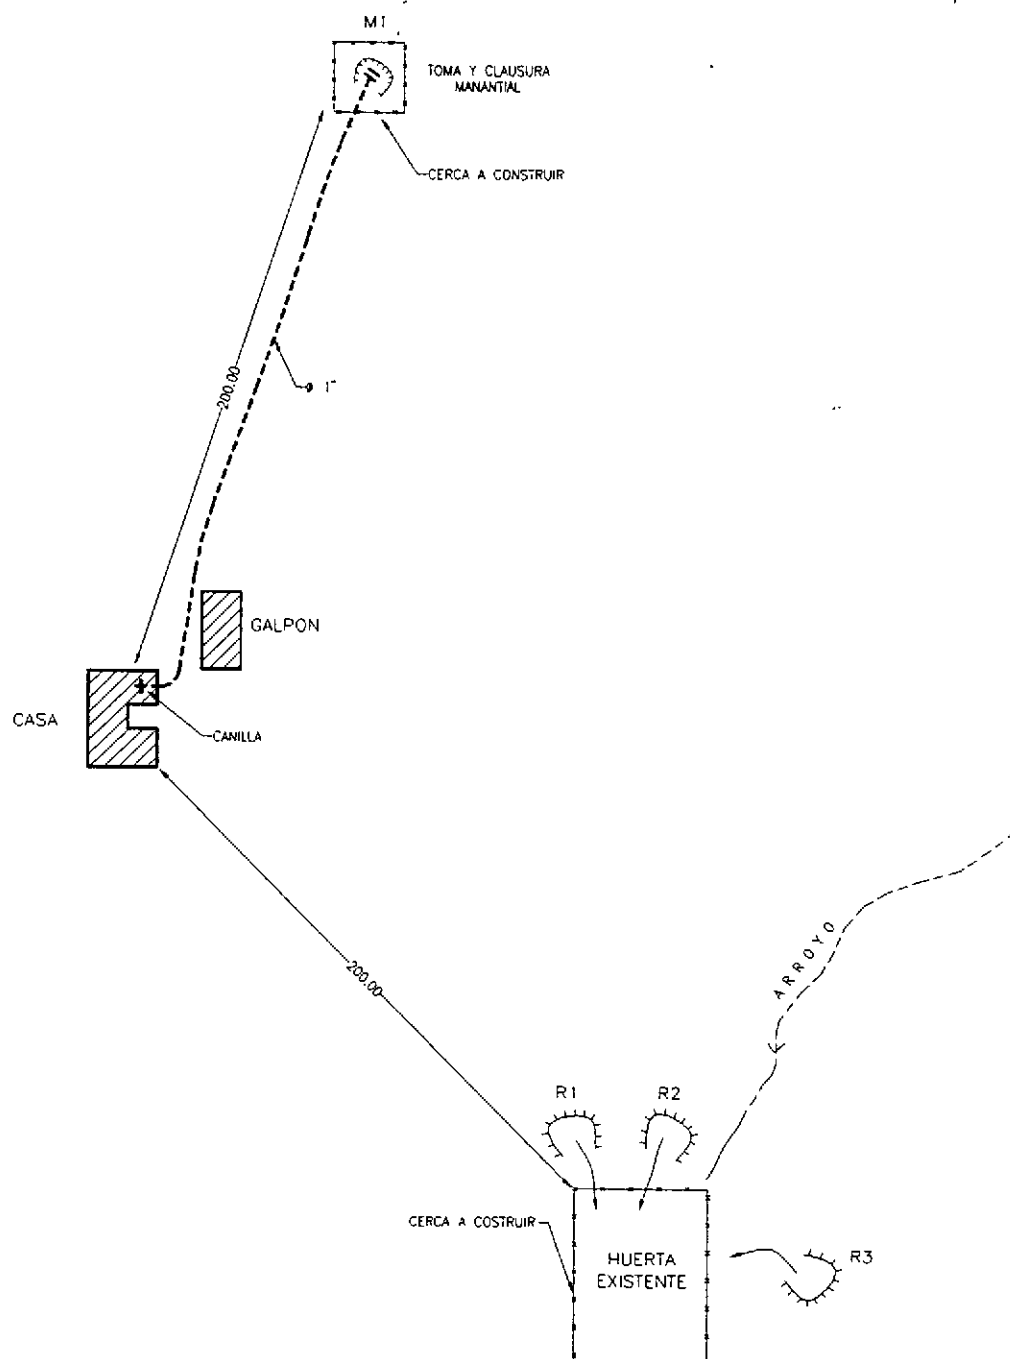 M1
TOMA Y CLAUSURA
MANANTIAL
CERCA A CONSTRUIR
200.00
1"
GALPON
CASA
CANILLA
200.00
ARROYO
R1
R2
CERCA A COSTRUIR
HUERTA
EXISTENTE
R3